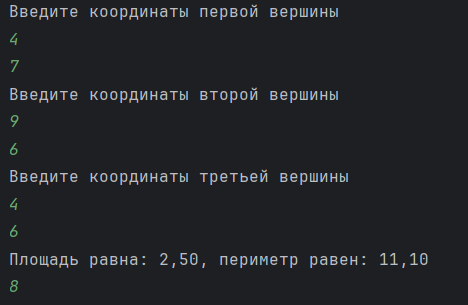 Введите координаты первой вершины
4
7
Введите координаты второй вершины
9
6
Введите координаты третьей вершины
4
6
Площадь равна: 2,50, периметр равен: 11,10
8